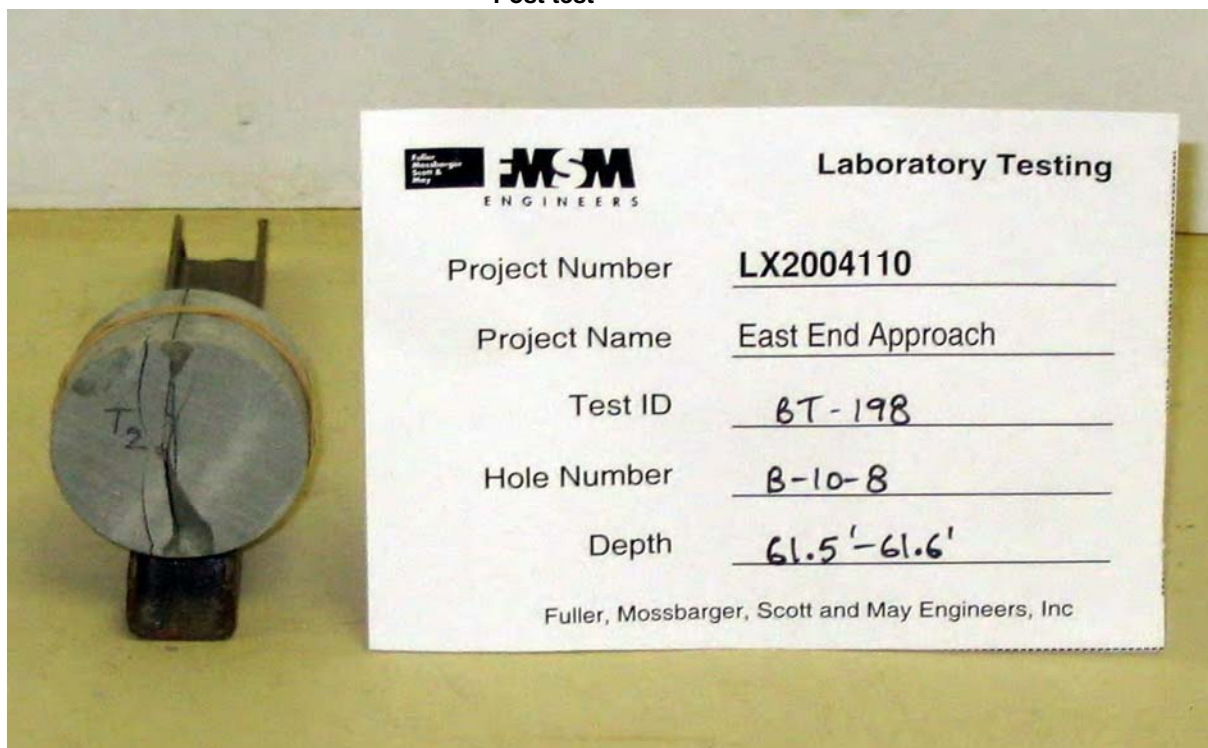 Post test
Fuller
Mossbarger
Scott &
May
FMSM
ENGINEERS
Laboratory Testing
Project Number LX2004110
Project Name East End Approach
Test ID BT-198
Hole Number B-10-8
Depth 61.5'-61.6'
Fuller, Mossbarger, Scott and May Engineers, Inc
T2